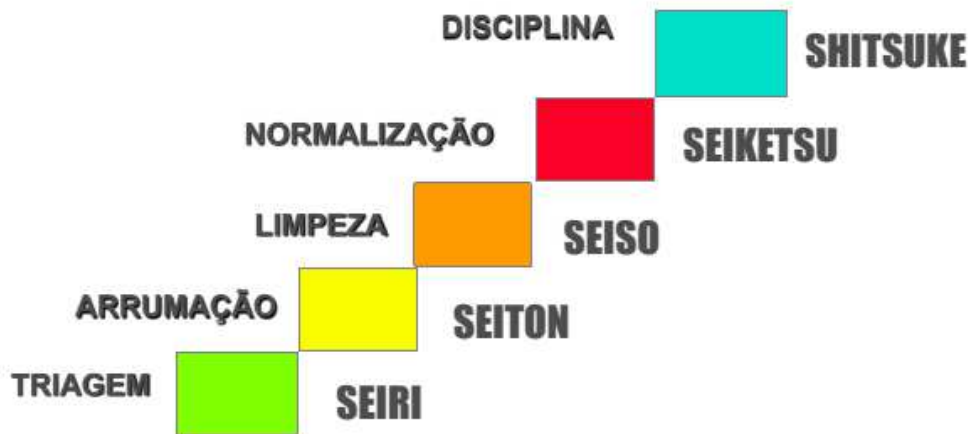 DISCIPLINA
SHITSUKE
NORMALIZAÇÃO
SEIKETSU
LIMPEZA
SEISO
ARRUMAÇÃO
SEITON
TRIAGEM
SEIRI